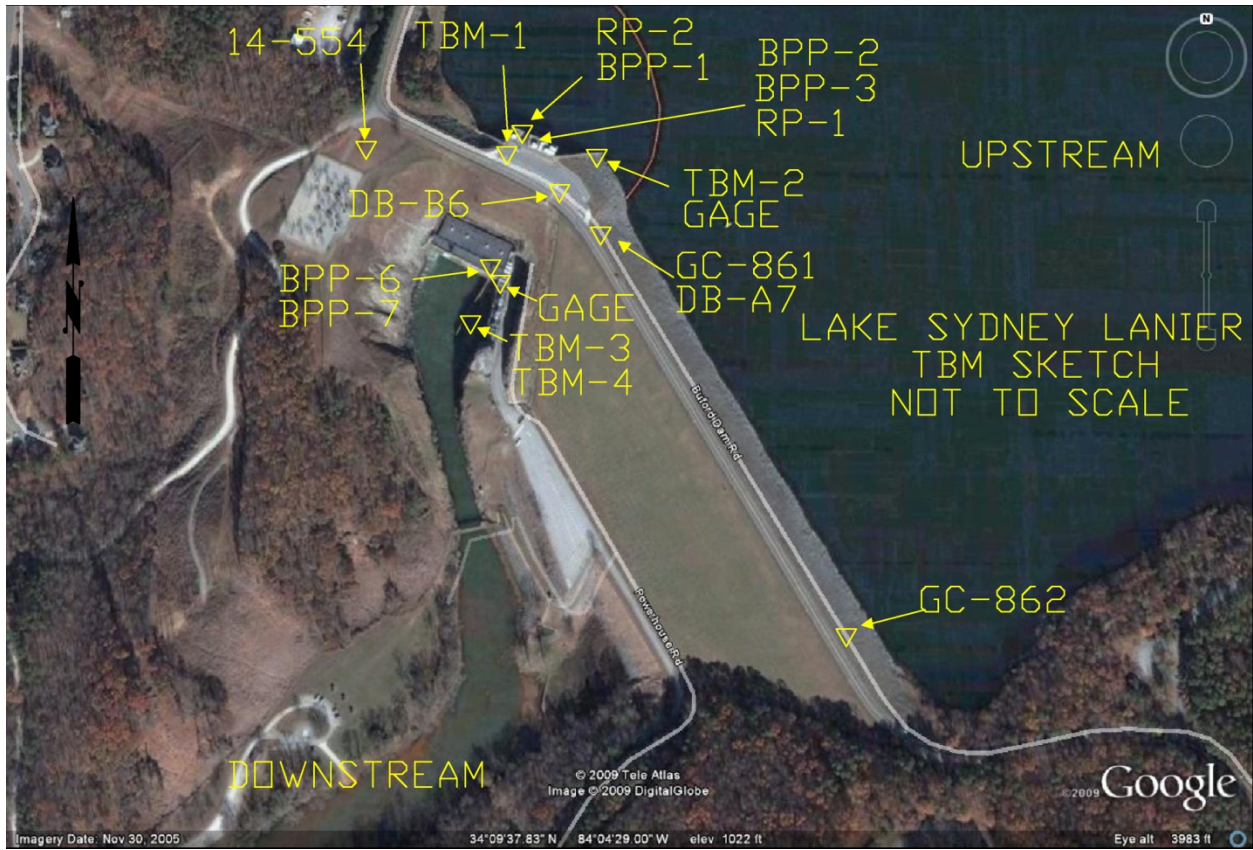 N
14-554
TBM-1
RP-2
BPP-1
BPP-2
BPP-3
RP-1
UPSTREAM
TBM-2
GAGE
DB-B6
GC-861
DB-A7
BPP-6
BPP-7
GAGE
TBM-3
TBM-4
LAKE SYDNEY LANIER
TBM SKETCH
NOT TO SCALE
N
Buford Dam Rd
GC-862
Powerhouse Rd
DOWNSTREAM
© 2009 Tele Atlas
Image © 2009 DigitalGlobe
©2009 Google
Imagery Date: Nov 30, 2005
34°09'37.83" N 84°04'29.00" W elev 1022 ft
Eye alt 3983 ft